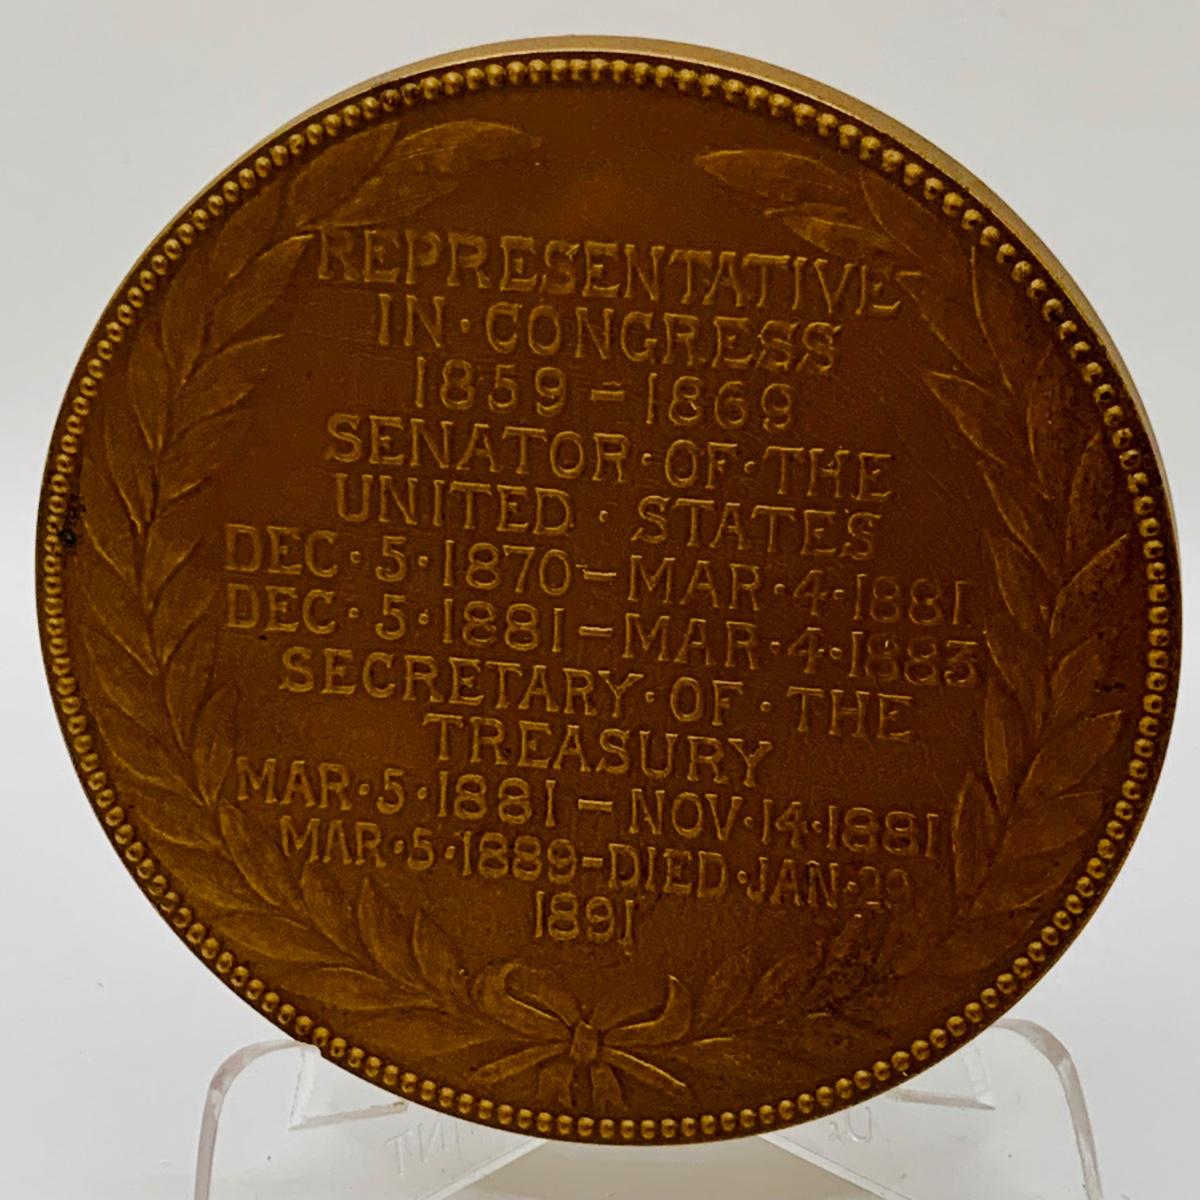 REPRESENTATIVE
IN·CONGRESS
1859-1869
SENATOR·OF·THE
UNITED·STATES
DEC·5·1870-MAR·4·1881
DEC·5·1881-MAR·4·1883
SECRETARY·OF·THE
TREASURY
MAR·5·1881-NOV·14·1881
MAR·5·1889-DIED·JAN·29
1891